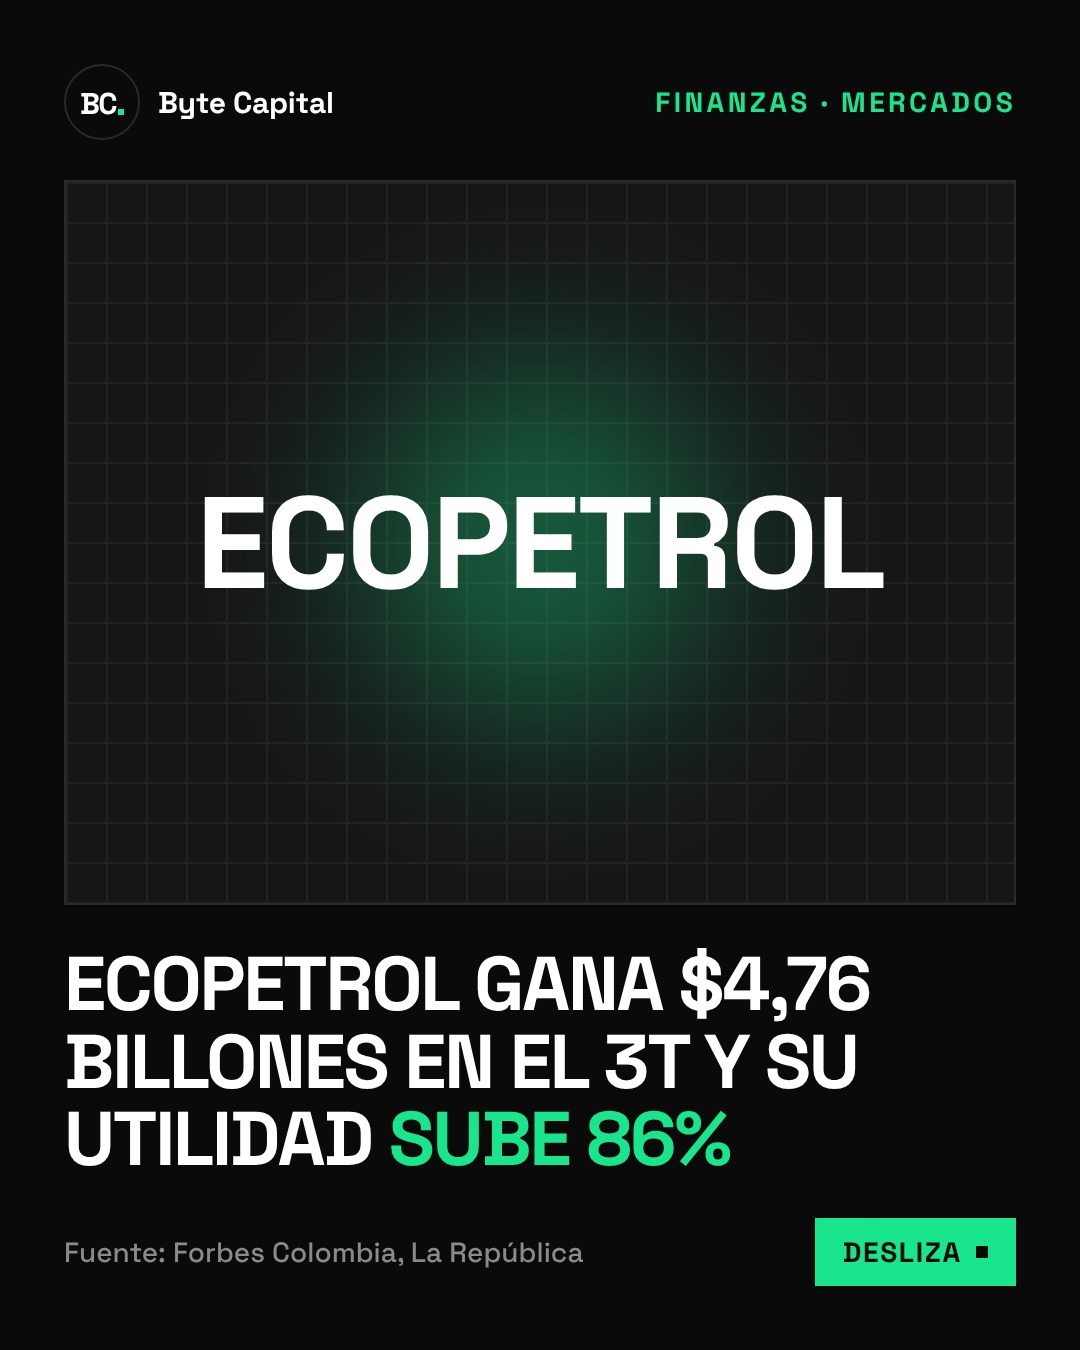 BC.
Byte Capital
FINANZAS · MERCADOS
ECOPETROL
ECOPETROL GANA $4,76
BILLONES EN EL 3T Y SU
UTILIDAD SUBE 86%
Fuente: Forbes Colombia, La República
DESLIZA